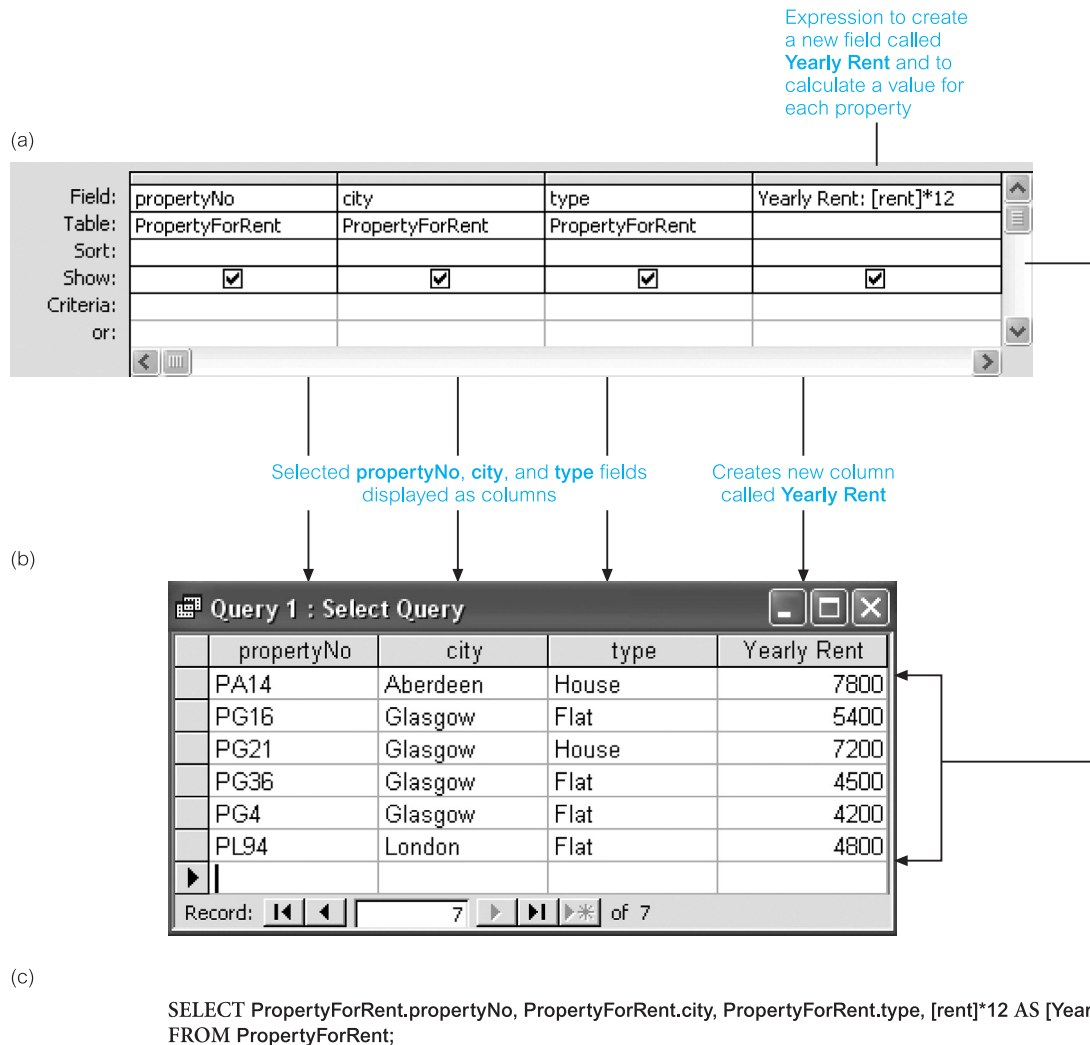 Expression to create
a new field called
Yearly Rent and to
calculate a value for
each property
(a)
Field: propertyNo city type Yearly Rent: [rent]*12
Table: PropertyForRent PropertyForRent PropertyForRent
Sort:
Show:
Criteria:
or:
Selected propertyNo, city, and type fields
displayed as columns
Creates new column
called Yearly Rent
(b)
Query 1 : Select Query
propertyNo city type Yearly Rent
PA14 Aberdeen House 7800
PG16 Glasgow Flat 5400
PG21 Glasgow House 7200
PG36 Glasgow Flat 4500
PG4 Glasgow Flat 4200
PL94 London Flat 4800
Record: 7 of 7
(c)
SELECT PropertyForRent.propertyNo, PropertyForRent.city, PropertyForRent.type, [rent]*12 AS
FROM PropertyForRent;